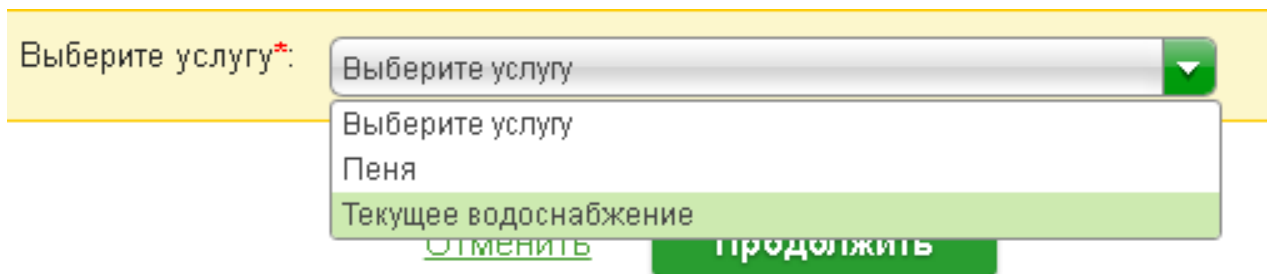 Выберите услугу*: Выберите услугу
Выберите услугу
Пеня
Текущее водоснабжение
Отменить Продолжить